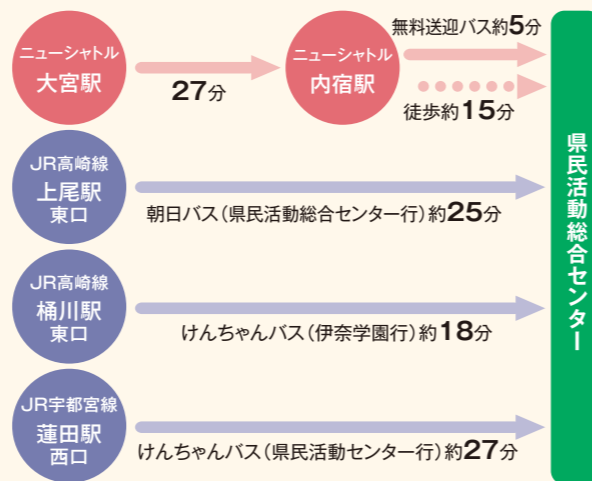 ニューシャトル
大宮駅
27分
ニューシャトル
内宿駅
無料送迎バス約5分
徒歩約15分
JR高崎線
上尾駅
東口
朝日バス（県民活動総合センター行）約25分
JR高崎線
桶川駅
東口
けんちゃんバス（伊奈学園行）約18分
JR宇都宮線
蓮田駅
西口
けんちゃんバス（県民活動センター行）約27分
県民活動総合センター